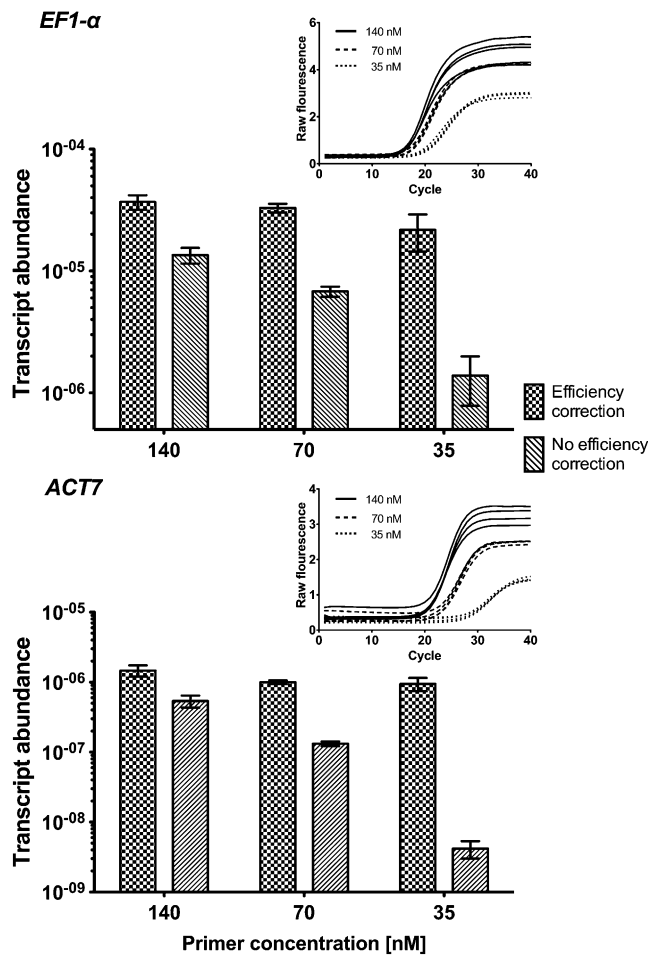 EF1-α
6
4
2
0
Raw flourescence
140 nM
70 nM
35 nM
0 10 20 30 40
Cycle
10-04
10-05
10-06
Transcript abundance
140 70 35
Efficiency
correction
No efficiency
correction
ACT7
4
3
2
1
0
Raw flourescence
140 nM
70 nM
35 nM
0 10 20 30 40
Cycle
10-05
10-06
10-07
10-08
10-09
Transcript abundance
140 70 35
Primer concentration [nM]